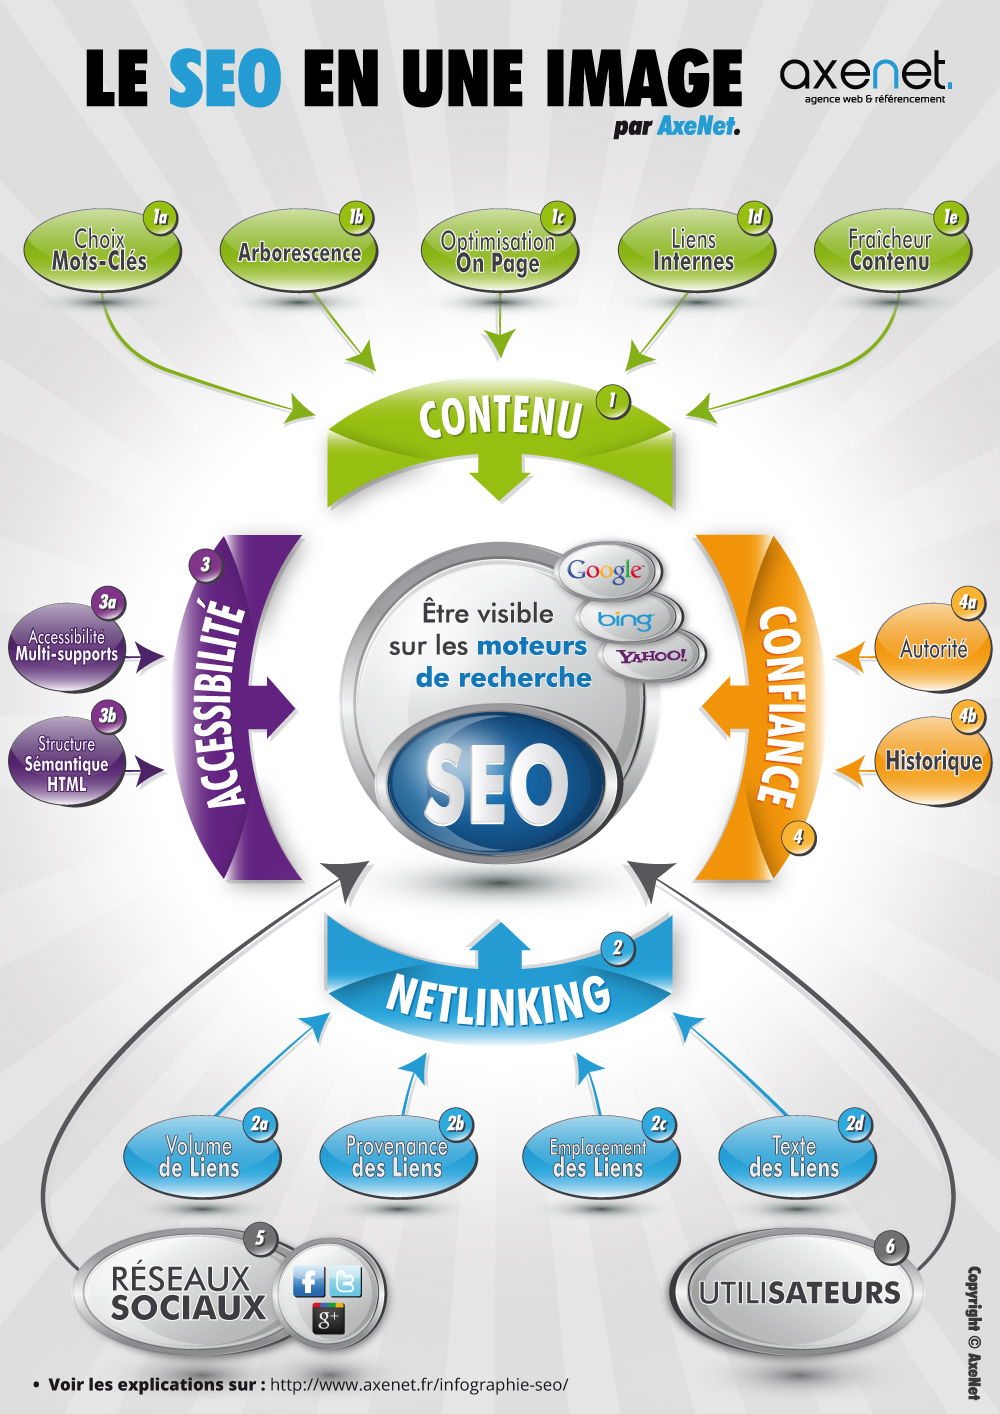 LE SEO EN UNE IMAGE
par AxeNet.
axenet.
agence web & référencement
1a
Choix
Mots-Clés
1b
Arborescence
1c
Optimisation
On Page
1d
Liens
Internes
1e
Fraîcheur
Contenu
CONTENU
1
3
ACCESSIBILITÉ
3a
Accessibilité
Multi-supports
3b
Structure
Sémantique
HTML
Être visible
sur les moteurs
de recherche
Google
bing
YAHOO!
SEO
CONFIANCE
4
4a
Autorité
4b
Historique
2
NETLINKING
2a
Volume
de Liens
2b
Provenance
des Liens
2c
Emplacement
des Liens
2d
Texte
des Liens
5
RÉSEAUX
SOCIAUX
f
t
g+
6
UTILISATEURS
Copyright © AxeNet
• Voir les explications sur : http://www.axenet.fr/infographie-seo/